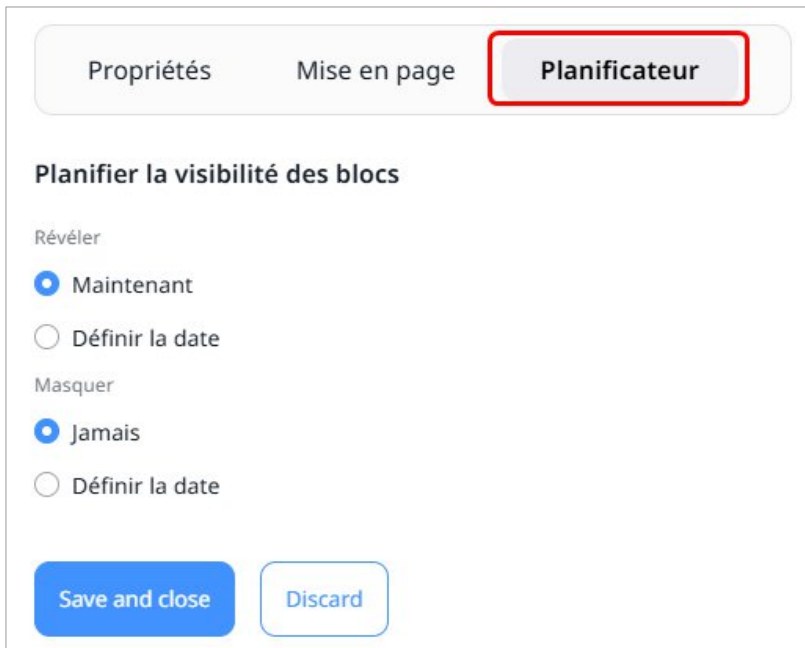 Propriétés Mise en page Planificateur
Planifier la visibilité des blocs
Révéler
Maintenant
Définir la date
Masquer
Jamais
Définir la date
Save and close Discard